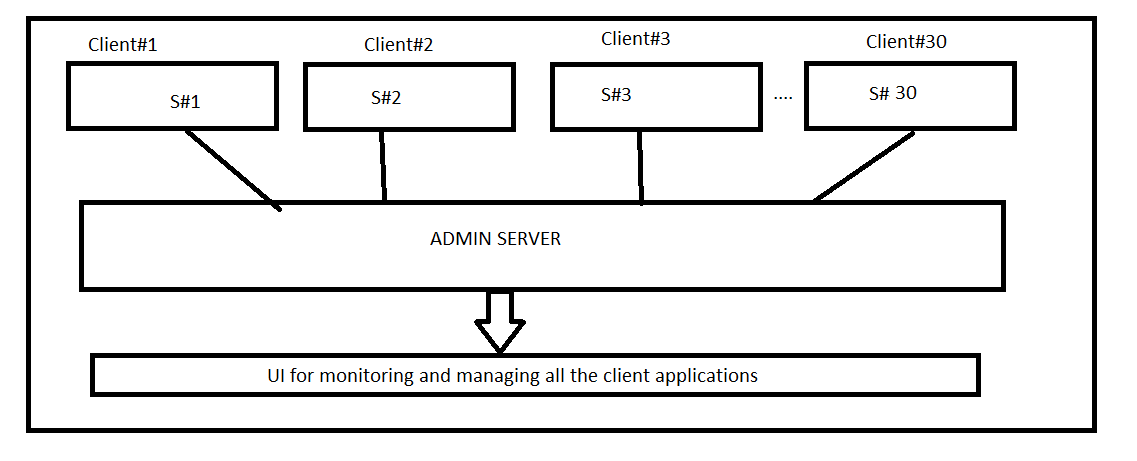 Client#1
Client#2
Client#3
Client#30
S#1
S#2
S#3
....
S# 30
ADMIN SERVER
UI for monitoring and managing all the client applications